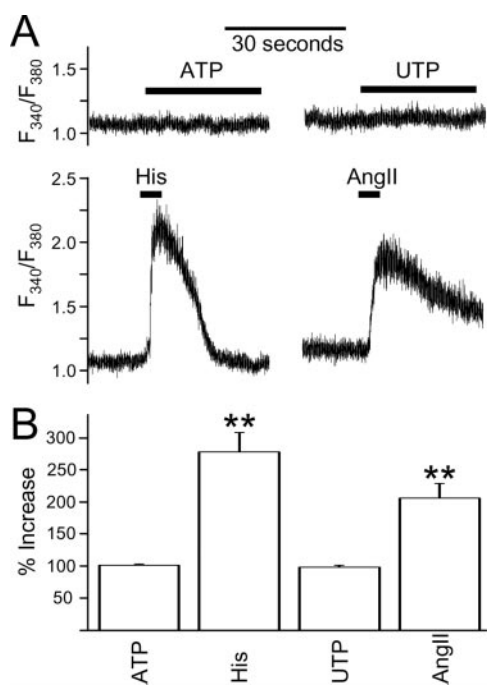 A
30 seconds
ATP UTP
F340/F380
1.5
1.0
His AngII
F340/F380
2.5
2.0
1.5
1.0
B
** **
% Increase
300
250
200
150
100
50
ATP His UTP AngII